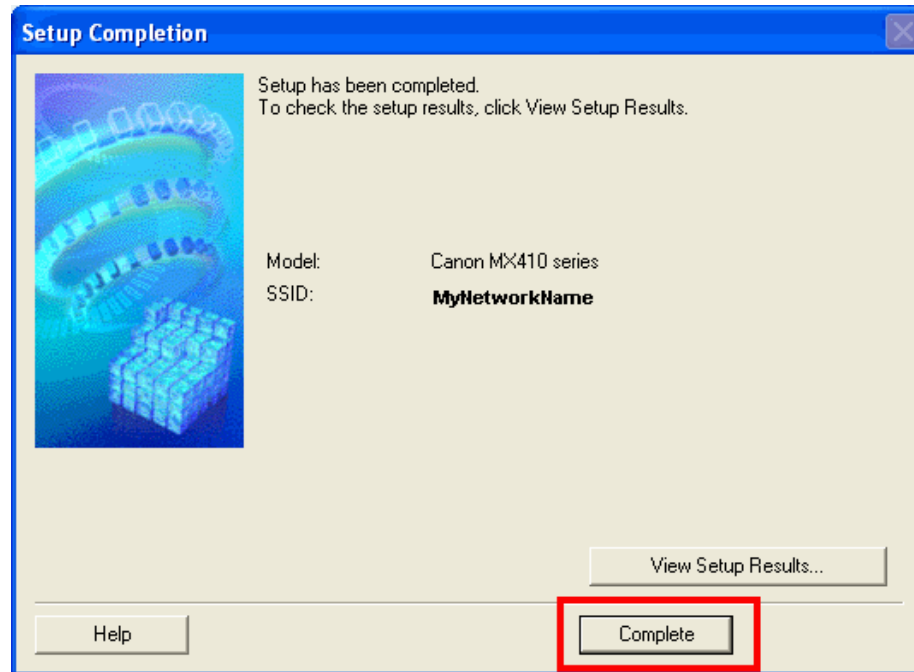 Setup Completion
Setup has been completed.
To check the setup results, click View Setup Results.
Model: Canon MX410 series
SSID: MyNetworkName
View Setup Results...
Help Complete